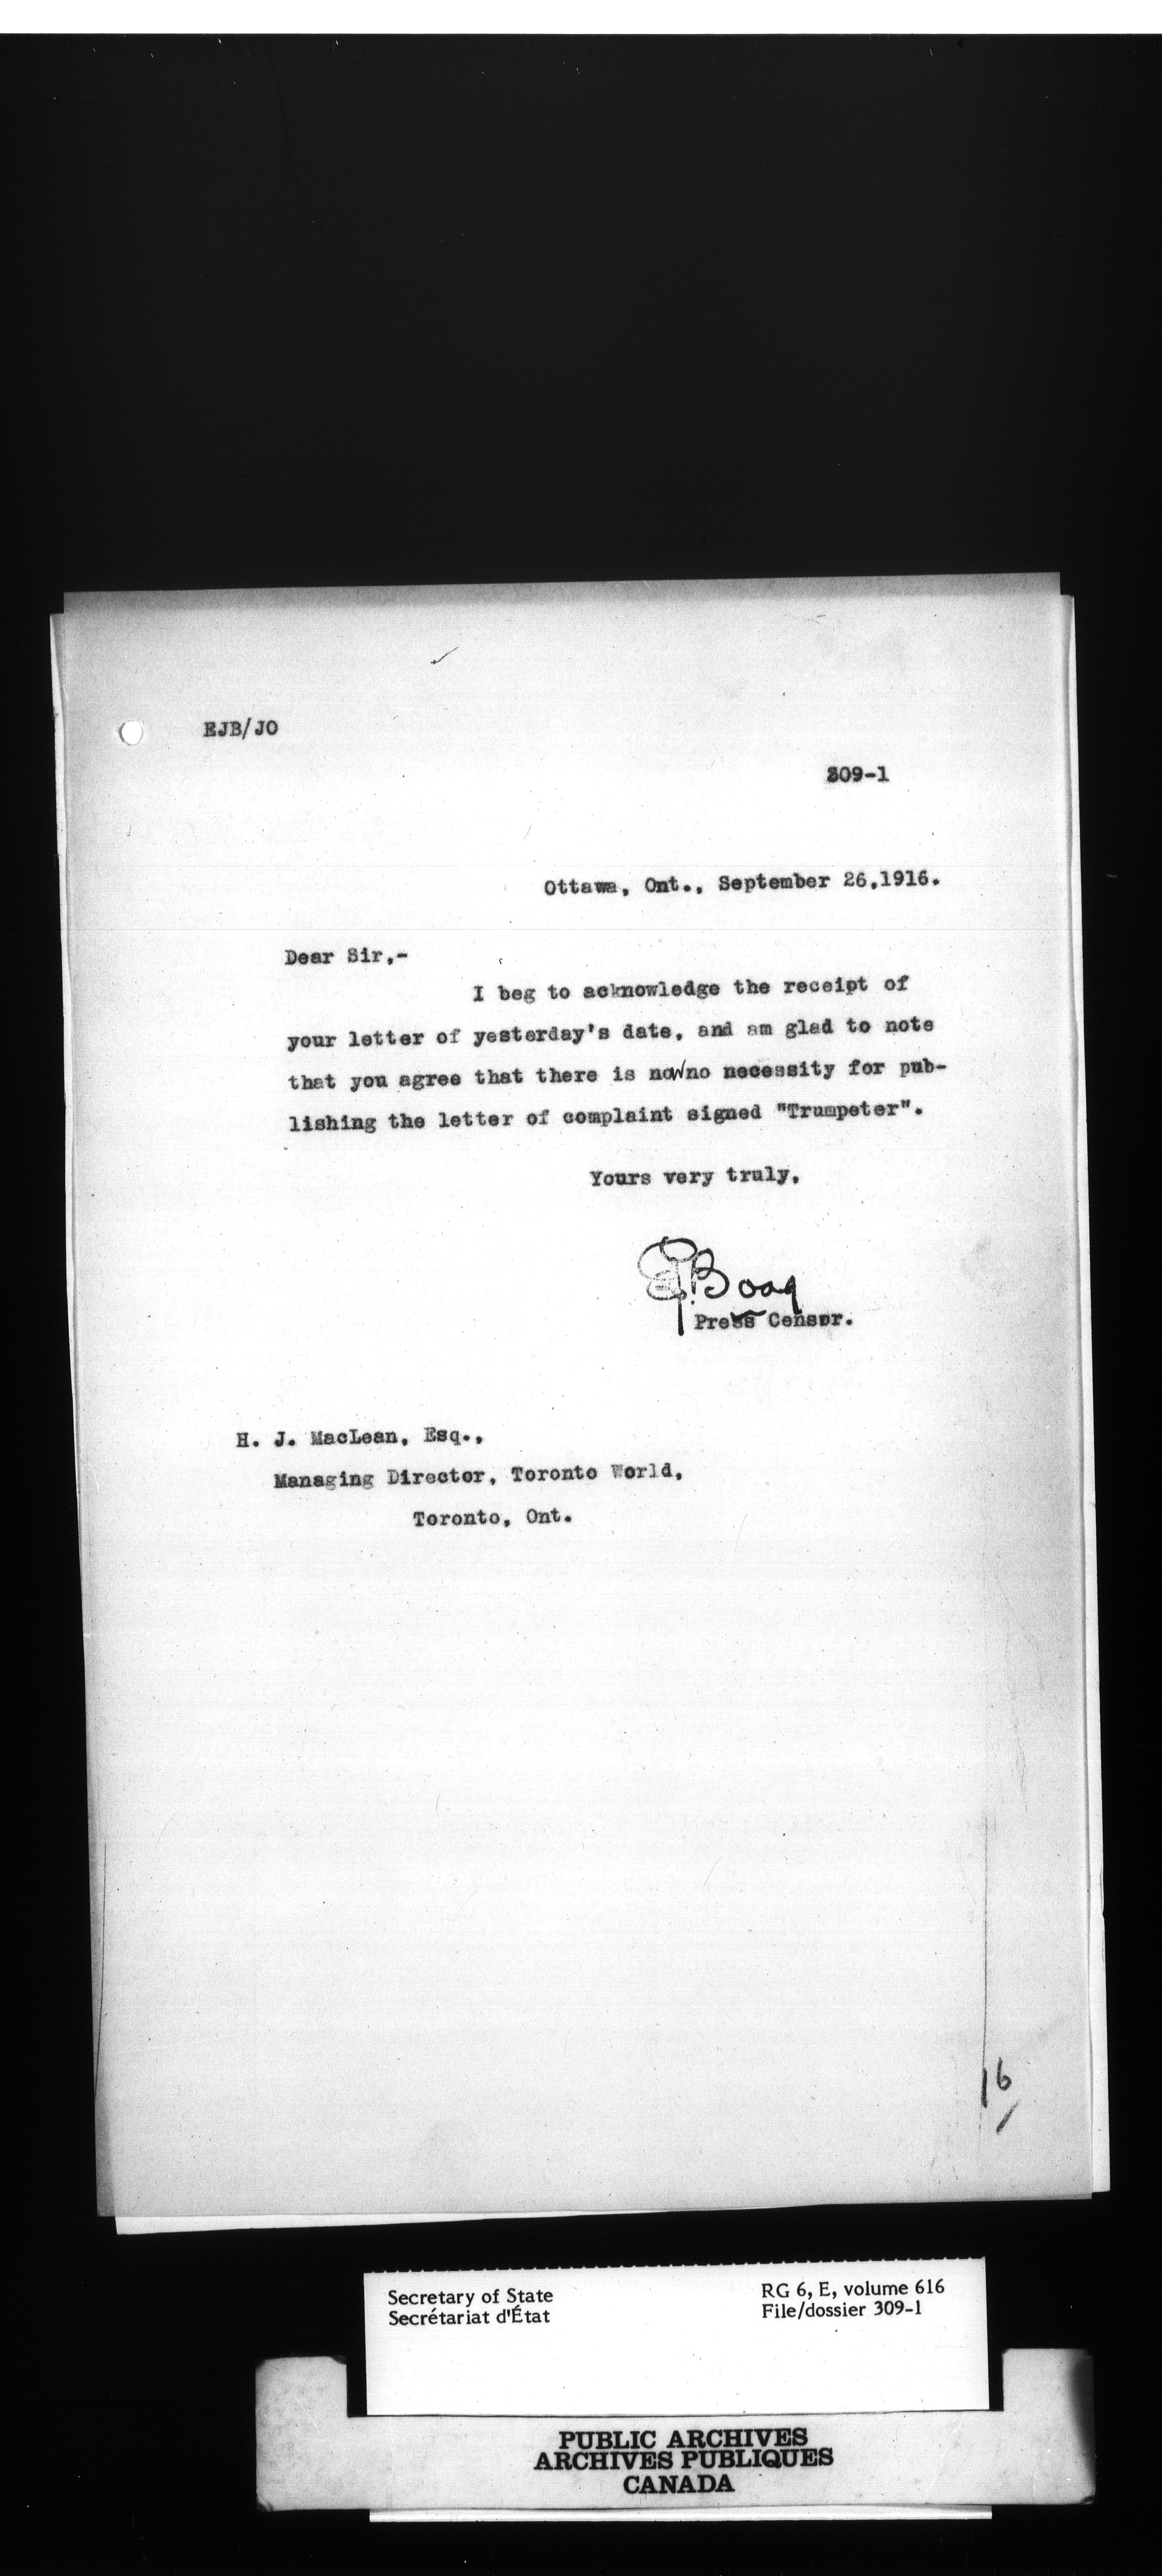 EJB/JO
309-1
Ottawa, Ont., September 26,1916.
Dear Sir,-
I beg to acknowledge the receipt of
your letter of yesterday's date, and am glad to note
that you agree that there is now no necessity for pub-
lishing the letter of complaint signed "Trumpeter".
Yours very truly,
EJ. Boag
Press Censor.
H. J. MacLean, Esq.,
Managing Director, Toronto World,
Toronto, Ont.
16
Secretary of State
Secrétariat d'État
RG 6, E, volume 616
File/dossier 309-1
PUBLIC ARCHIVES
ARCHIVES PUBLIQUES
CANADA